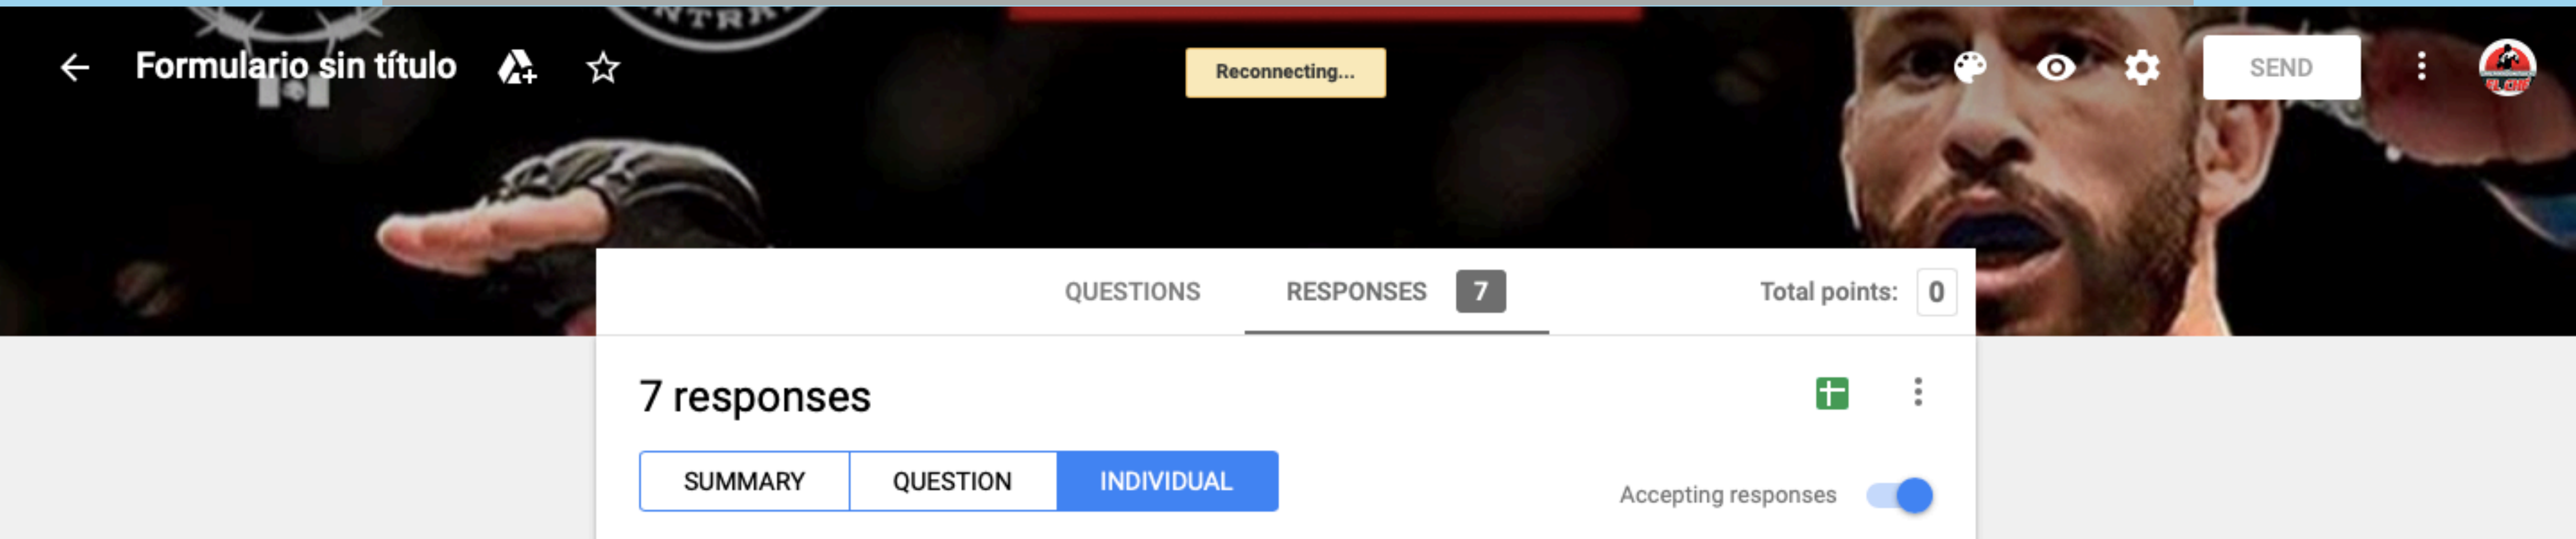 Formulario sin título
Reconnecting...
SEND
QUESTIONS
RESPONSES 7
Total points: 0
7 responses
SUMMARY
QUESTION
INDIVIDUAL
Accepting responses